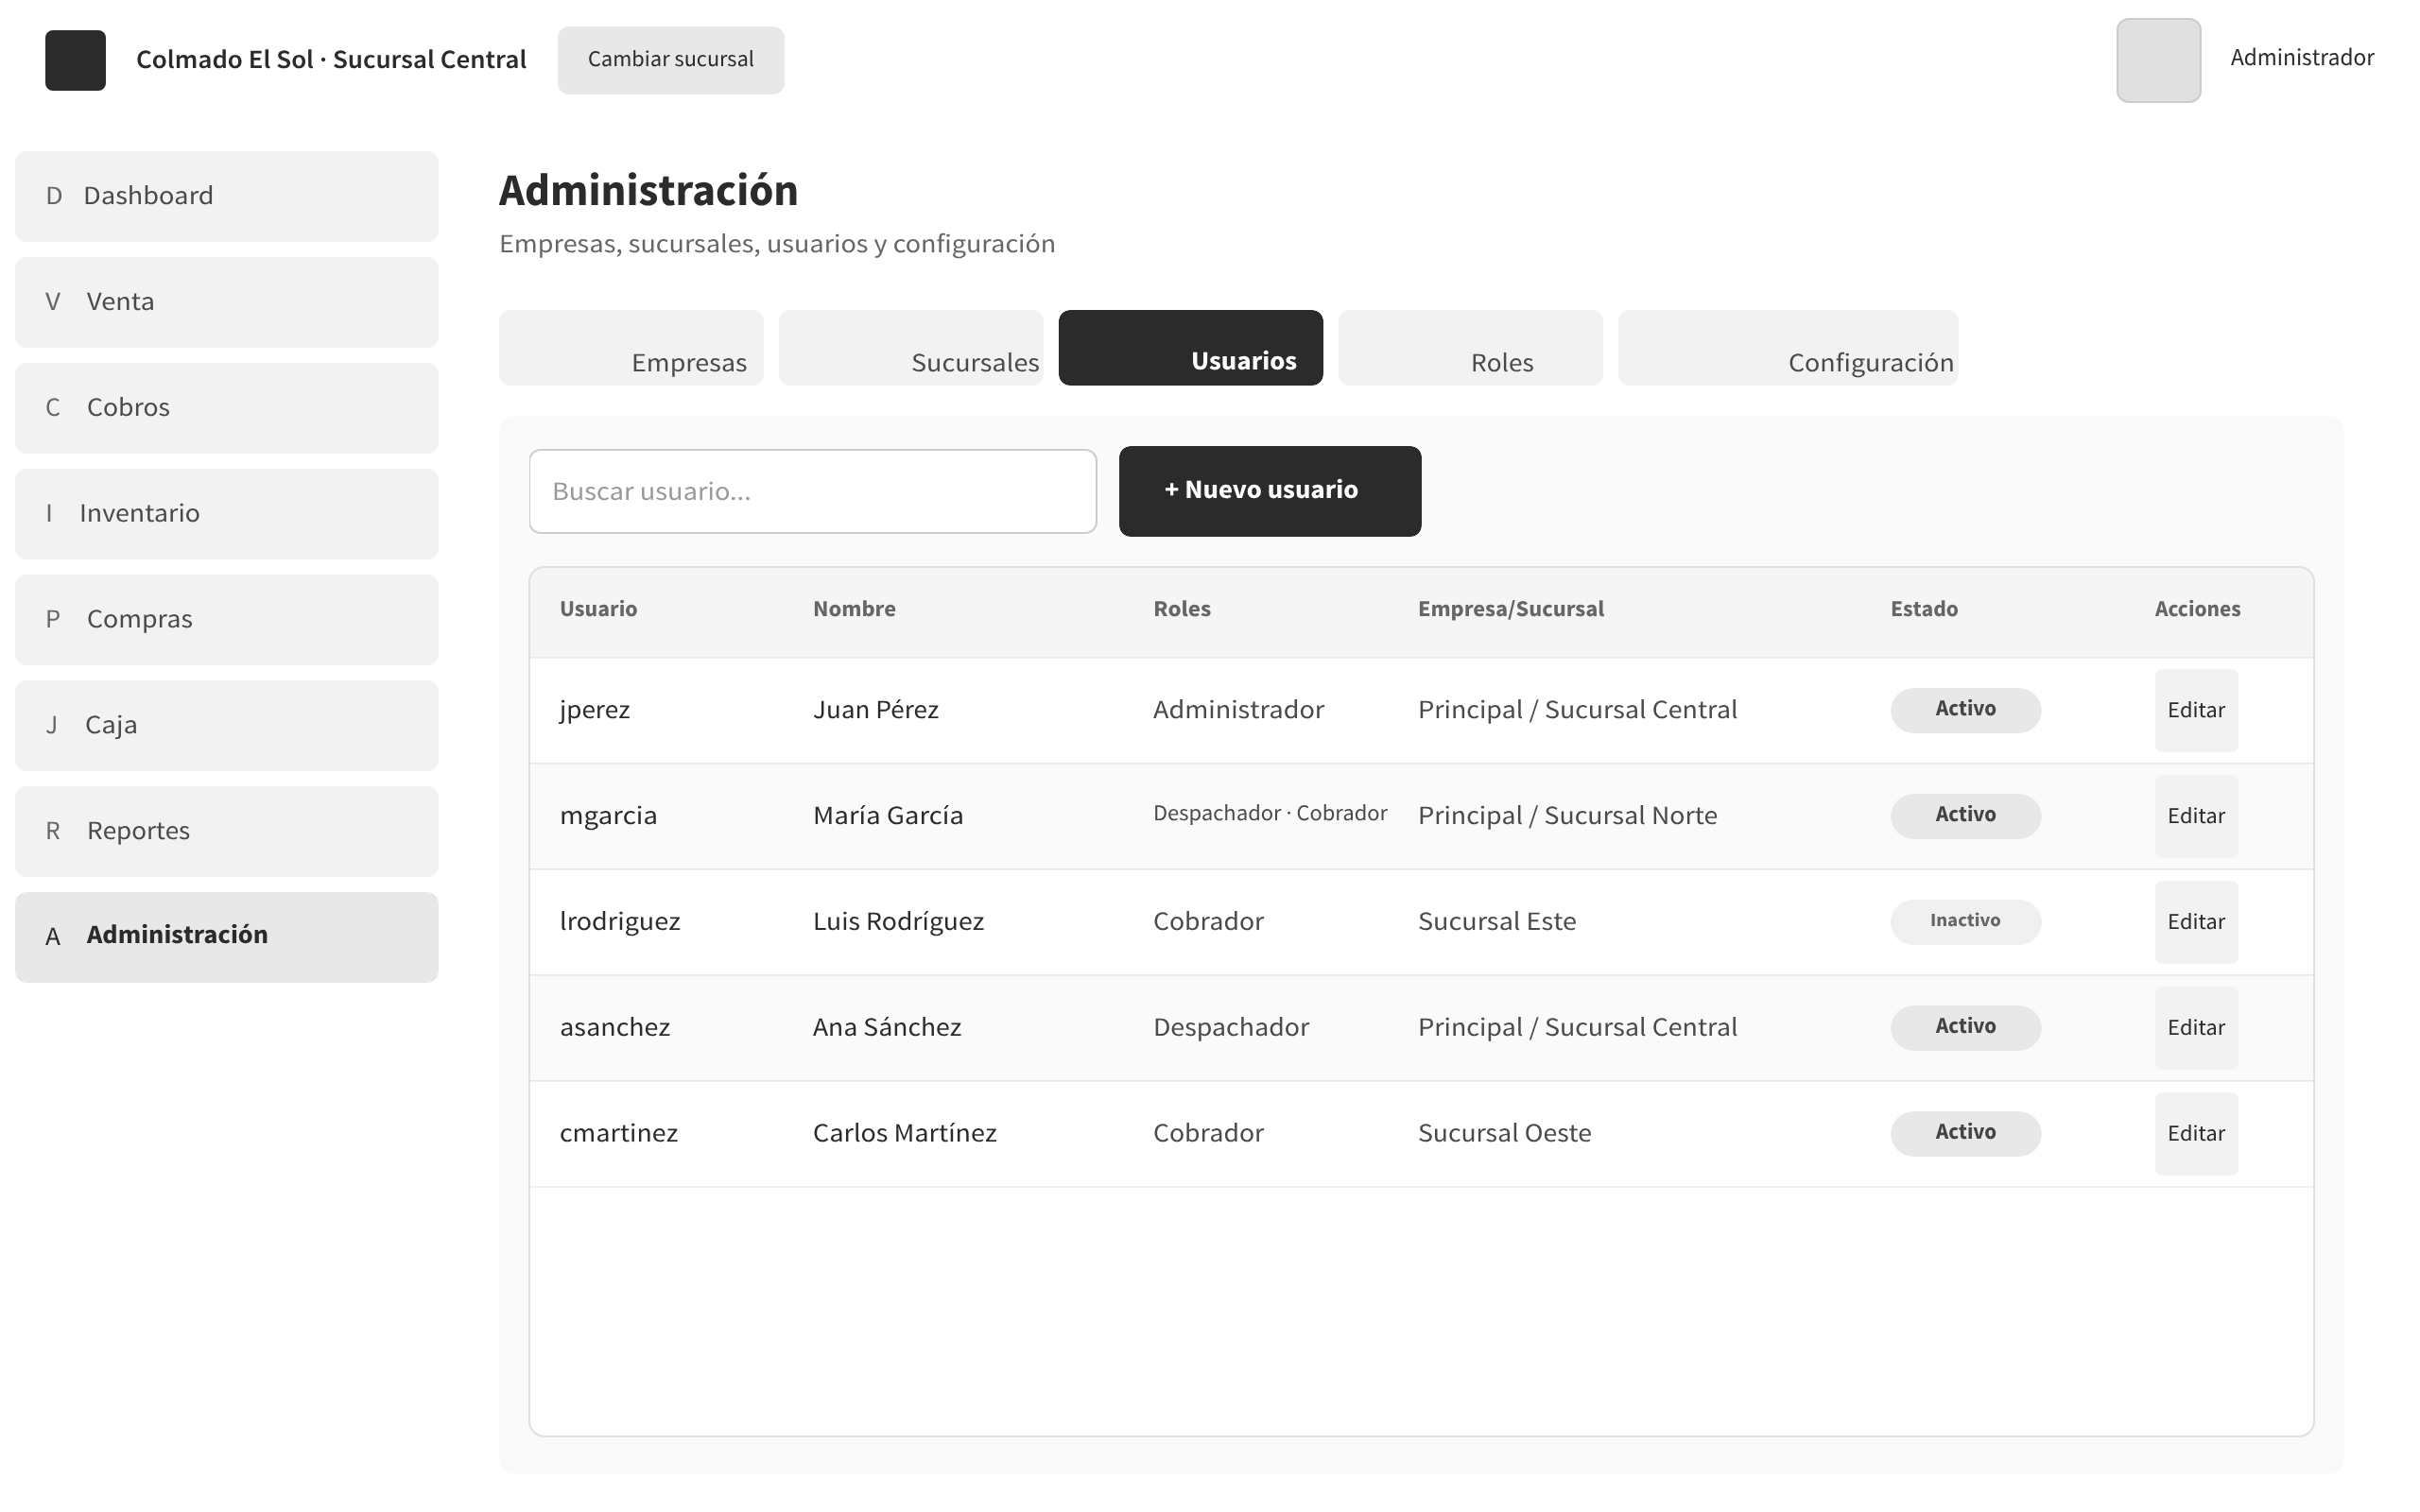 Colmado El Sol · Sucursal Central
Cambiar sucursal
Administrador
D Dashboard
V Venta
C Cobros
I Inventario
P Compras
J Caja
R Reportes
A Administración
Administración
Empresas, sucursales, usuarios y configuración
Empresas Sucursales Usuarios Roles Configuración
Buscar usuario...
+ Nuevo usuario
Usuario Nombre Roles Empresa/Sucursal Estado Acciones
jperez Juan Pérez Administrador Principal / Sucursal Central Activo Editar
mgarcia María García Despachador · Cobrador Principal / Sucursal Norte Activo Editar
lrodriguez Luis Rodríguez Cobrador Sucursal Este Inactivo Editar
asanchez Ana Sánchez Despachador Principal / Sucursal Central Activo Editar
cmartinez Carlos Martínez Cobrador Sucursal Oeste Activo Editar